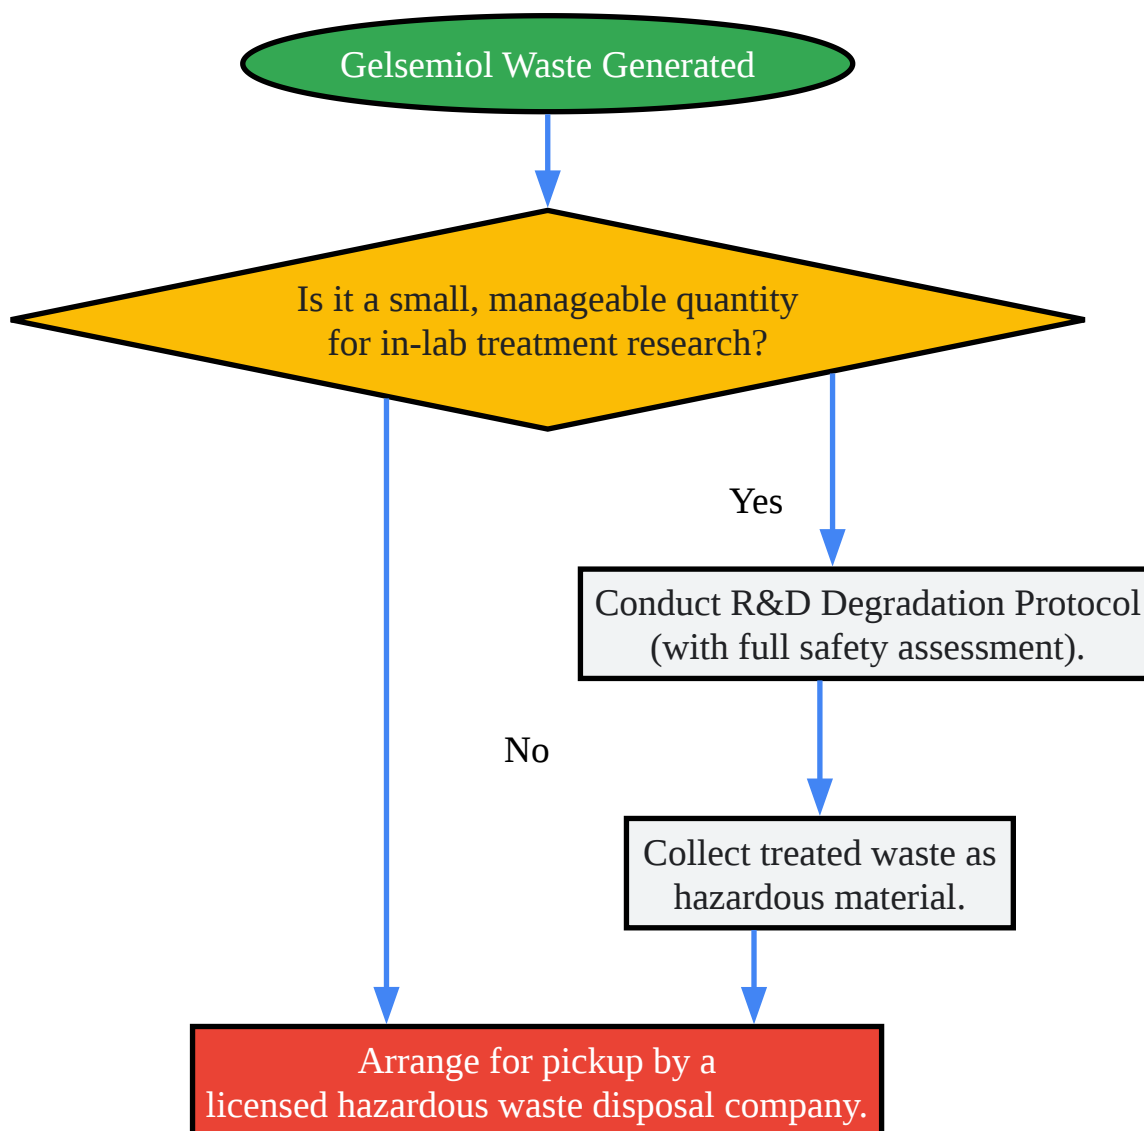 Gelsemiol Waste Generated
Is it a small, manageable quantity
for in-lab treatment research?
Yes
Conduct R&D Degradation Protocol
(with full safety assessment).
No
Collect treated waste as
hazardous material.
Arrange for pickup by a
licensed hazardous waste disposal company.